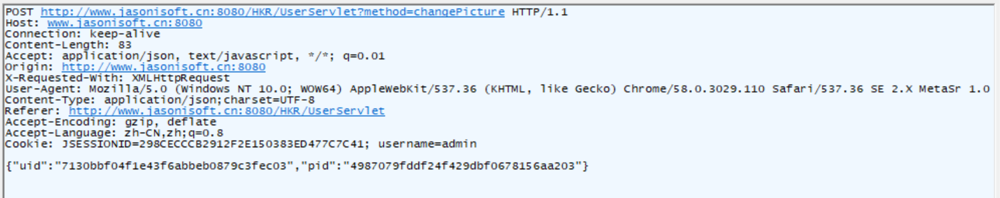 POST http://www.jasonisoft.cn:8080/HKR/UserServlet?method=changePicture HTTP/1.1
Host: www.jasonisoft.cn:8080
Connection: keep-alive
Content-Length: 83
Accept: application/json, text/javascript, */*; q=0.01
Origin: http://www.jasonisoft.cn:8080
X-Requested-With: XMLHttpRequest
User-Agent: Mozilla/5.0 (Windows NT 10.0; WOW64) AppleWebKit/537.36 (KHTML, like Gecko) Chrome/58.0.3029.110 Safari/537.36 SE 2.X MetaSr 1.0
Content-Type: application/json;charset=UTF-8
Referer: http://www.jasonisoft.cn:8080/HKR/UserServlet
Accept-Encoding: gzip, deflate
Accept-Language: zh-CN,zh;q=0.8
Cookie: JSESSIONID=298CECCCB2912F2E150383ED477C7C41; username=admin
{"uid":"7130bbf04f1e43f6abbeb0879c3fec03","pid":"4987079fddf24f429dbf0678156aa203"}